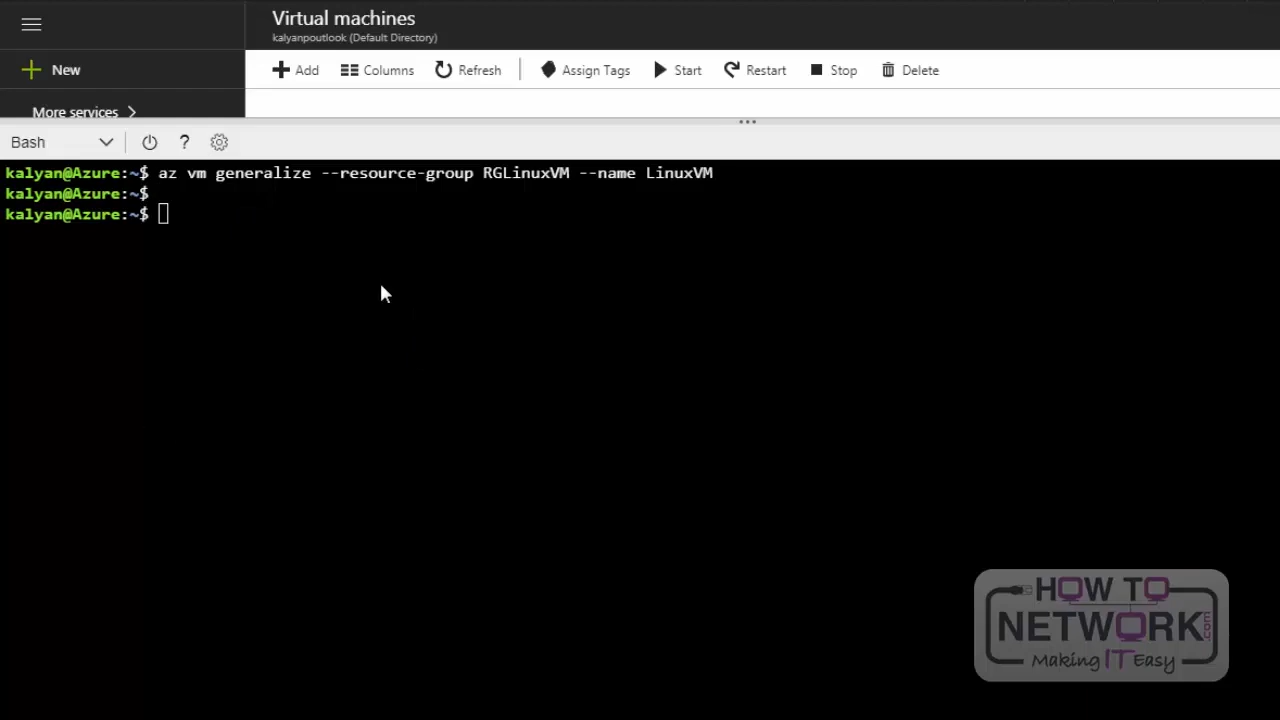 Virtual machines
kalyanpoutlook (Default Directory)
New
Add Columns Refresh Assign Tags Start Restart Stop Delete
More services
Bash ?
kalyan@Azure:~$ az vm generalize --resource-group RGLinuxVM --name LinuxVM
kalyan@Azure:~$
kalyan@Azure:~$
HOW TO
NETWORK.com
Making IT Easy